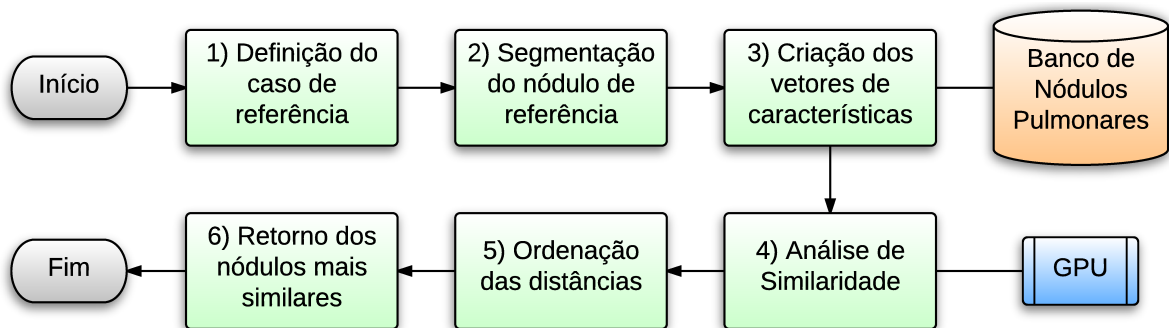 Início
1) Definição do
caso de
referência
2) Segmentação
do nódulo de
referência
3) Criação dos
vetores de
características
Banco de
Nódulos
Pulmonares
6) Retorno dos
nódulos mais
similares
5) Ordenação
das distâncias
4) Análise de
Similaridade
GPU
Fim